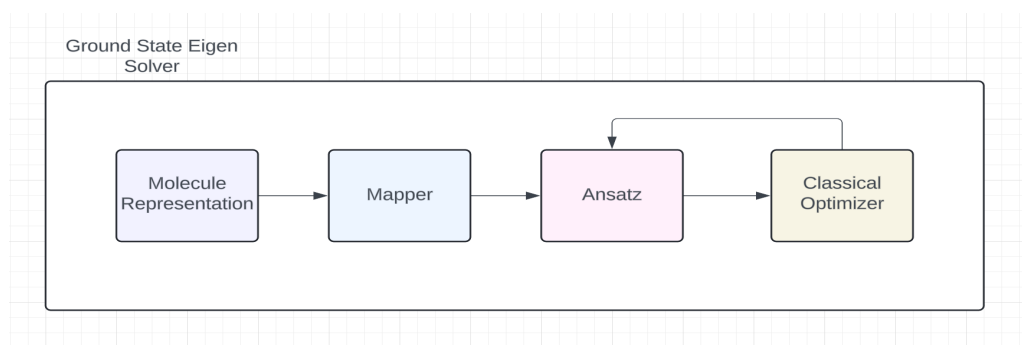 Ground State Eigen
Solver
Molecule
Representation
Mapper
Ansatz
Classical
Optimizer